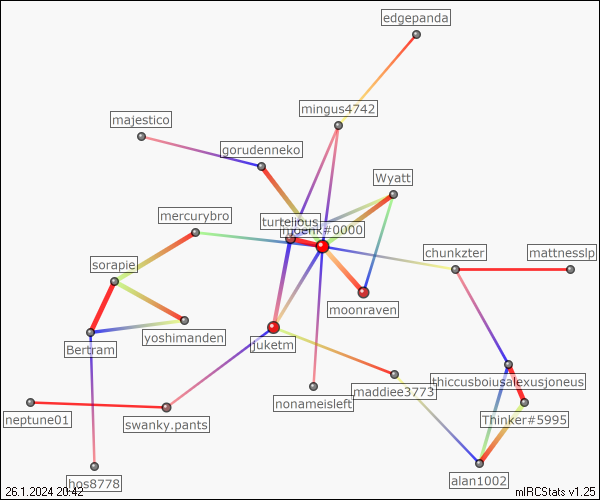 edgepanda
mingus4742
majestico
gorudenneko
Wyatt
mercurybro
turtelious
#0000
chunkzter
mattnesslp
sorapie
moonraven
yoshimanden
juketm
Bertram
thiccusboiusalexusjoneus
maddiee3773
nonameisleft
neptune01
swanky.pants
Thinker#5995
hos8778
alan1002
26.1.2024 20:42
mIRCStats v1.25